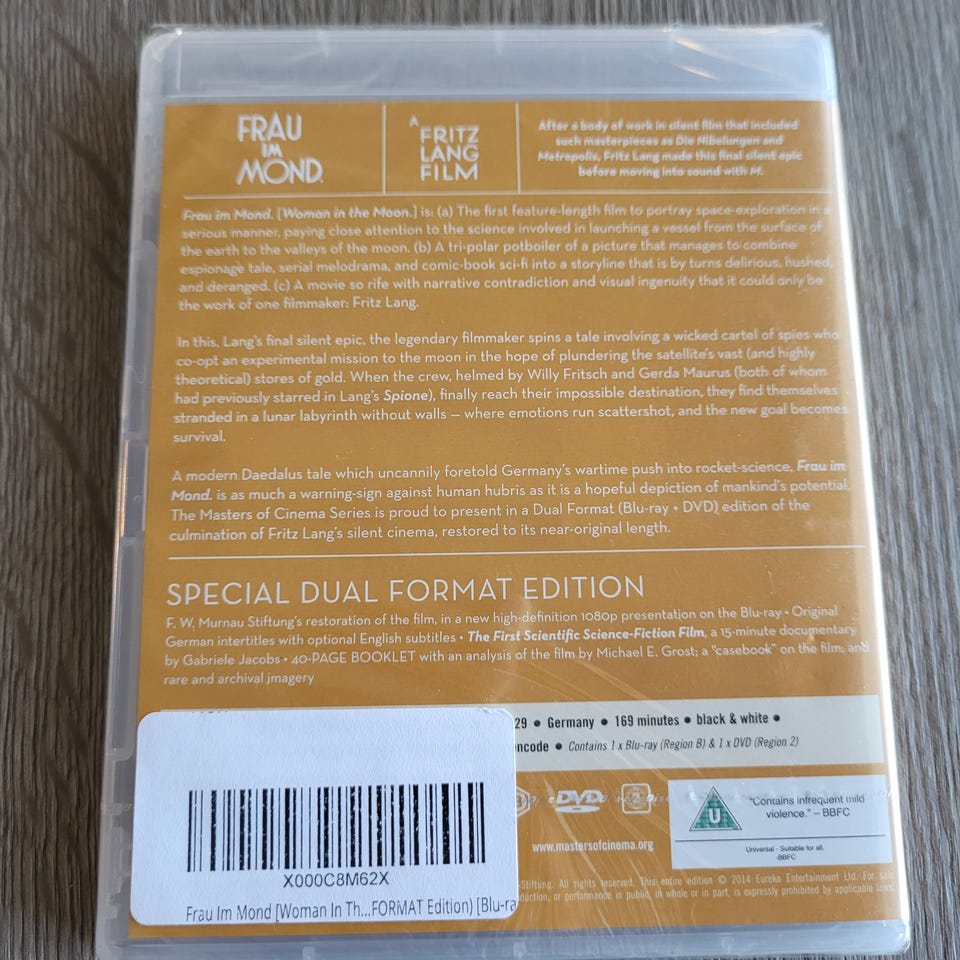 FRAU
IM
MOND.
A
FRITZ
LANG
FILM
After a body of work in silent film that included
such masterpieces as Die Nibelungen and
Metropolis, Fritz Lang made this final silent epic
before moving into sound with M.
Frau im Mond. [Woman in the Moon.] is: (a) The first feature-length film to portray space-exploration in a
serious manner, paying close attention to the science involved in launching a vessel from the surface of
the earth to the valleys of the moon. (b) A tri-polar potboiler of a picture that manages to combine
espionage tale, serial melodrama, and comic-book sci-fi into a storyline that is by turns delirious, hushed,
and deranged. (c) A movie so rife with narrative contradiction and visual ingenuity that it could only be
the work of one filmmaker: Fritz Lang.
In this, Lang's final silent epic, the legendary filmmaker spins a tale involving a wicked cartel of spies who
co-opt an experimental mission to the moon in the hope of plundering the satellite's vast (and highly
theoretical) stores of gold. When the crew, helmed by Willy Fritsch and Gerda Maurus (both of whom
had previously starred in Lang's Spione), finally reach their impossible destination, they find themselves
stranded in a lunar labyrinth without walls — where emotions run scattershot, and the new goal becomes
survival.
A modern Daedalus tale which uncannily foretold Germany's wartime push into rocket-science, Frau im
Mond. is as much a warning-sign against human hubris as it is a hopeful depiction of mankind's potential.
The Masters of Cinema Series is proud to present in a Dual Format (Blu-ray + DVD) edition of the
culmination of Fritz Lang's silent cinema, restored to its near-original length.
SPECIAL DUAL FORMAT EDITION
F. W. Murnau Stiftung's restoration of the film, in a new high-definition 1080p presentation on the Blu-ray • Original
German intertitles with optional English subtitles • The First Scientific Science-Fiction Film, a 15-minute documentary
by Gabriele Jacobs • 40-PAGE BOOKLET with an analysis of the film by Michael E. Grost; a "casebook" on the film; and
rare and archival imagery
29 • Germany • 169 minutes • black & white •
encode • Contains 1 x Blu-ray (Region B) & 1 x DVD (Region 2)
DVD
U
"Contains infrequent mild
violence." – BBFC
www.mastersofcinema.org
Universal - Suitable for all.
-BBFC
X000C8M62X
Frau Im Mond [Woman In Th...FORMAT Edition) [Blu-ra
-Stiftung. All rights reserved. This entire edition © 2014 Eureka Entertainment Ltd. For sale
duction, or performance in public, in whole or in part, is expressly prohibited by applicable laws.